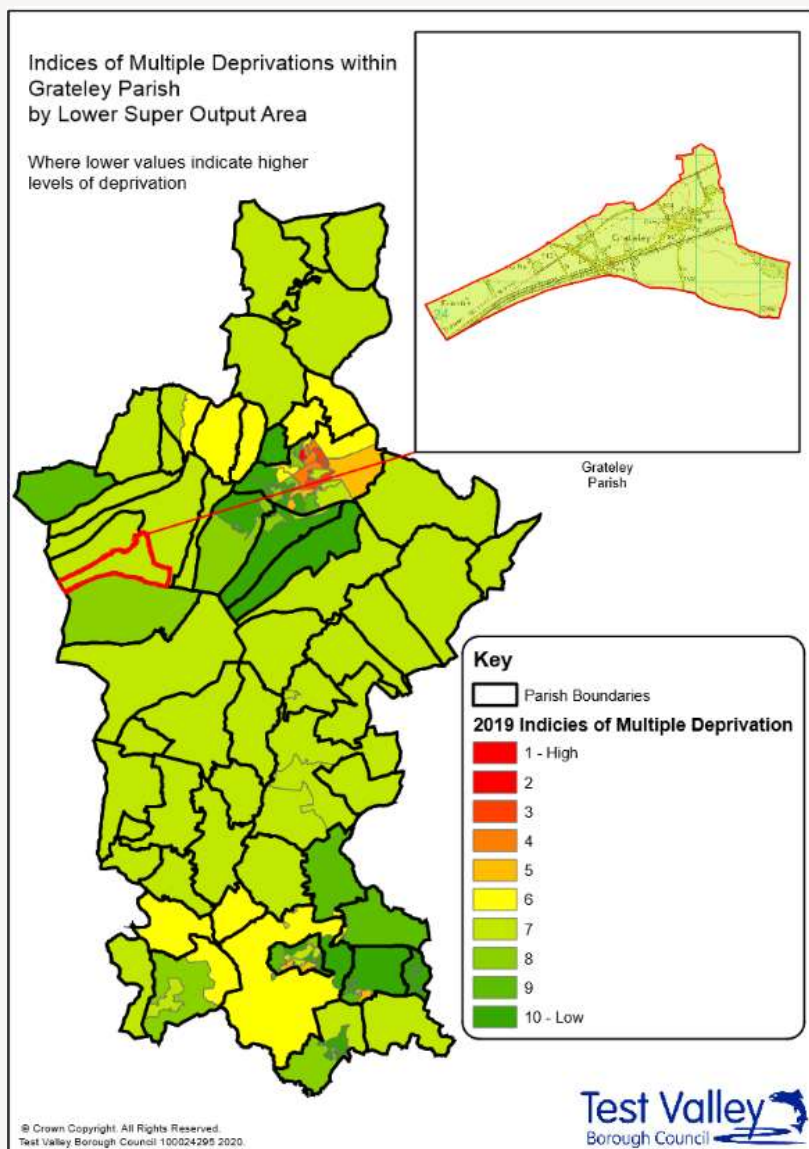 Indices of Multiple Deprivations within
Grateley Parish
by Lower Super Output Area
Where lower values indicate higher
levels of deprivation
Grateley
24
Grateley
Parish
Key
Parish Boundaries
2019 Indicies of Multiple Deprivation
1 - High
2
3
4
5
6
7
8
9
10 - Low
© Crown Copyright. All Rights Reserved.
Test Valley Borough Council 100024295 2020.
Test Valley
Borough Council